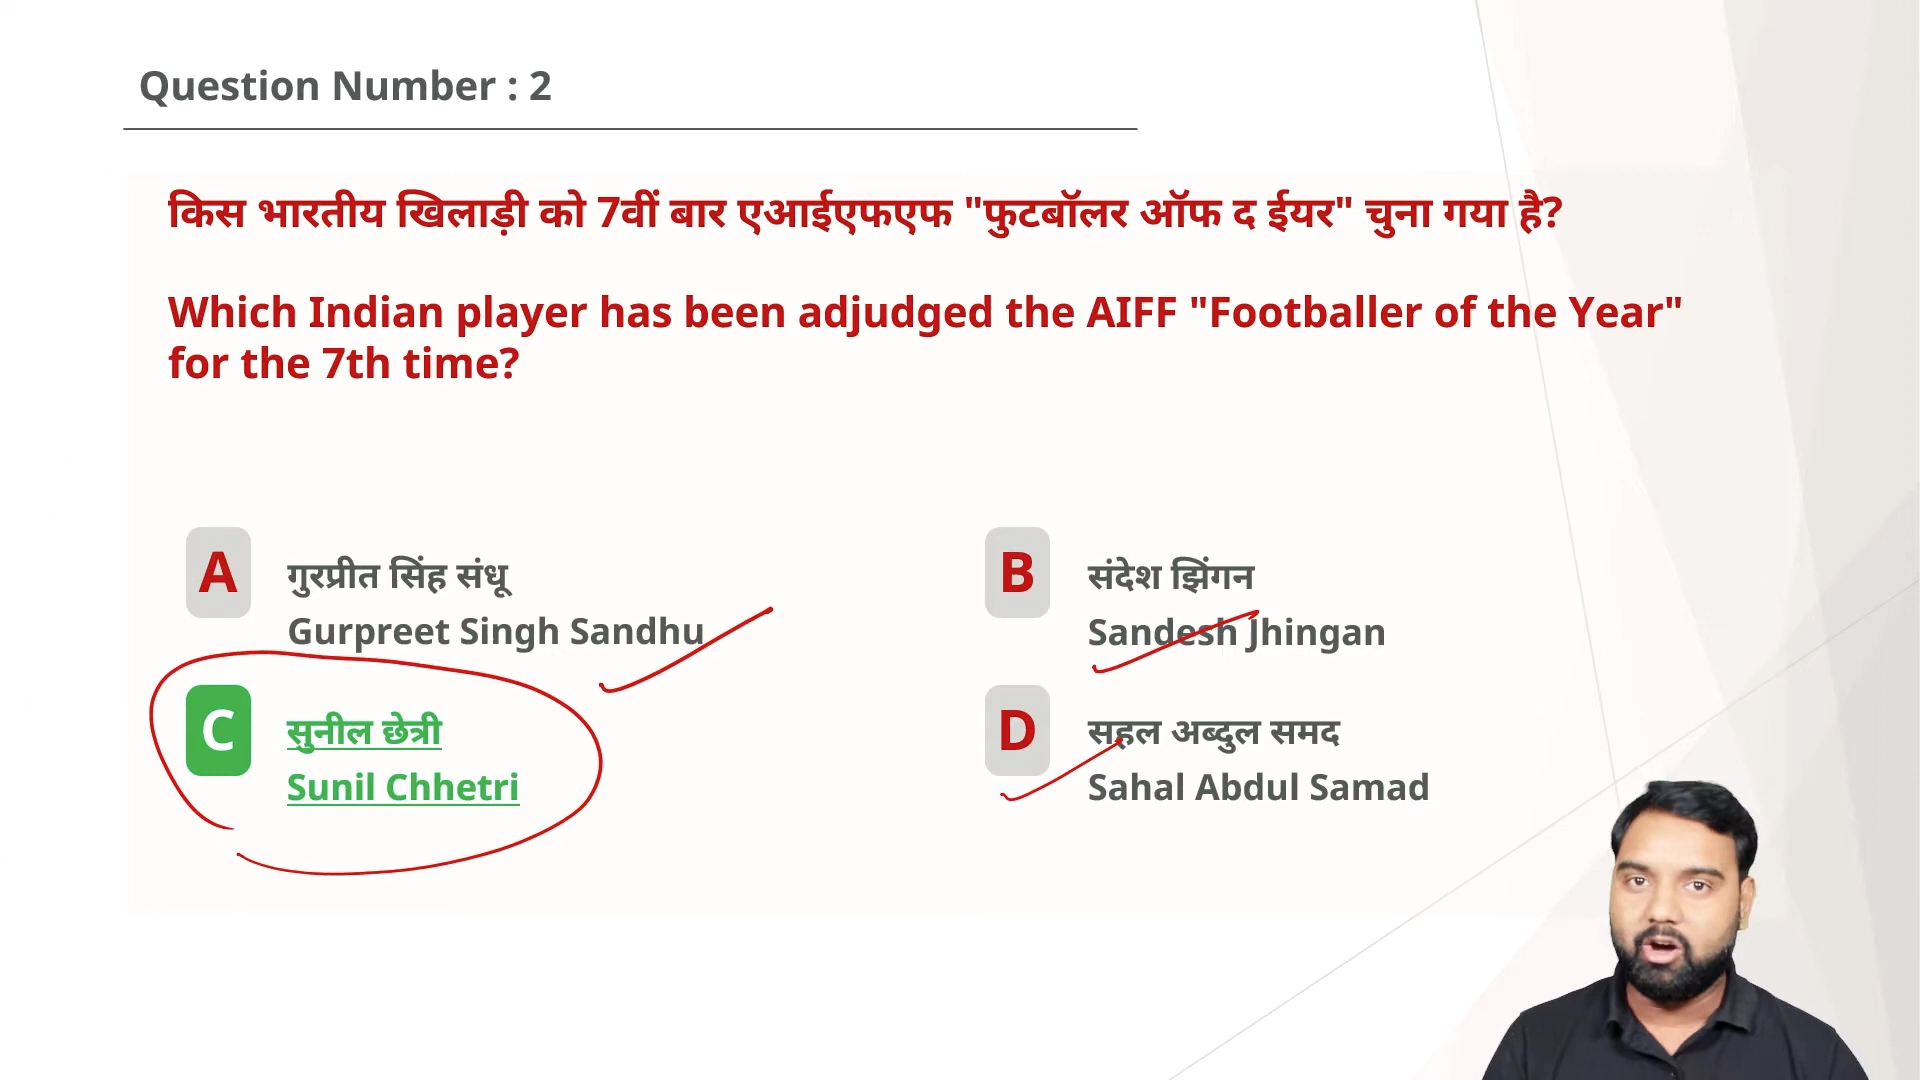 Question Number : 2
किस भारतीय खिलाड़ी को 7वीं बार एआईएफएफ "फुटबॉलर ऑफ द ईयर" चुना गया है?
Which Indian player has been adjudged the AIFF "Footballer of the Year"
for the 7th time?
A
गुरप्रीत सिंह संधू
Gurpreet Singh Sandhu
B
संदेश झिंगन
Sandesh Jhingan
C
सुनील छेत्री
Sunil Chhetri
D
सहल अब्दुल समद
Sahal Abdul Samad